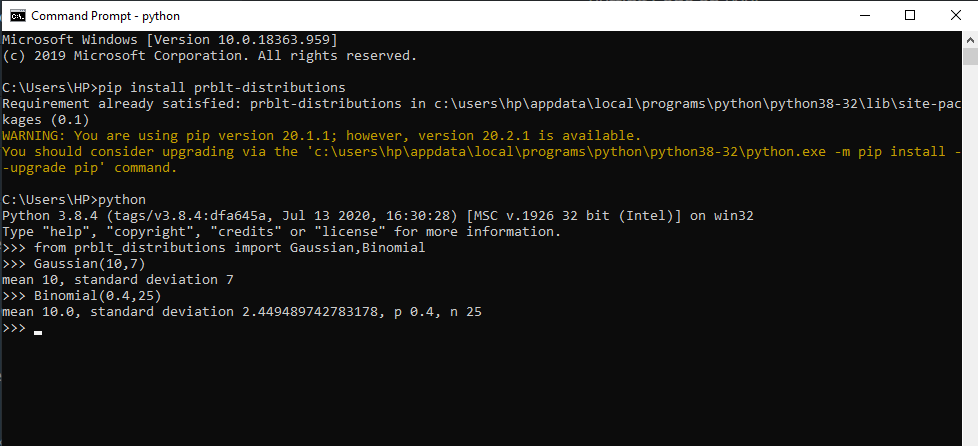 Command Prompt - python
Microsoft Windows [Version 10.0.18363.959]
(c) 2019 Microsoft Corporation. All rights reserved.
C:\Users\HP>pip install prblt-distributions
Requirement already satisfied: prblt-distributions in c:\users\hp\appdata\local\programs\python\python38-32\lib\site-pac
kages (0.1)
WARNING: You are using pip version 20.1.1; however, version 20.2.1 is available.
You should consider upgrading via the 'c:\users\hp\appdata\local\programs\python\python38-32\python.exe -m pip install -
-upgrade pip' command.
C:\Users\HP>python
Python 3.8.4 (tags/v3.8.4:dfa645a, Jul 13 2020, 16:30:28) [MSC v.1926 32 bit (Intel)] on win32
Type "help", "copyright", "credits" or "license" for more information.
>>> from prblt_distributions import Gaussian,Binomial
>>> Gaussian(10,7)
mean 10, standard deviation 7
>>> Binomial(0.4,25)
mean 10.0, standard deviation 2.449489742783178, p 0.4, n 25
>>>